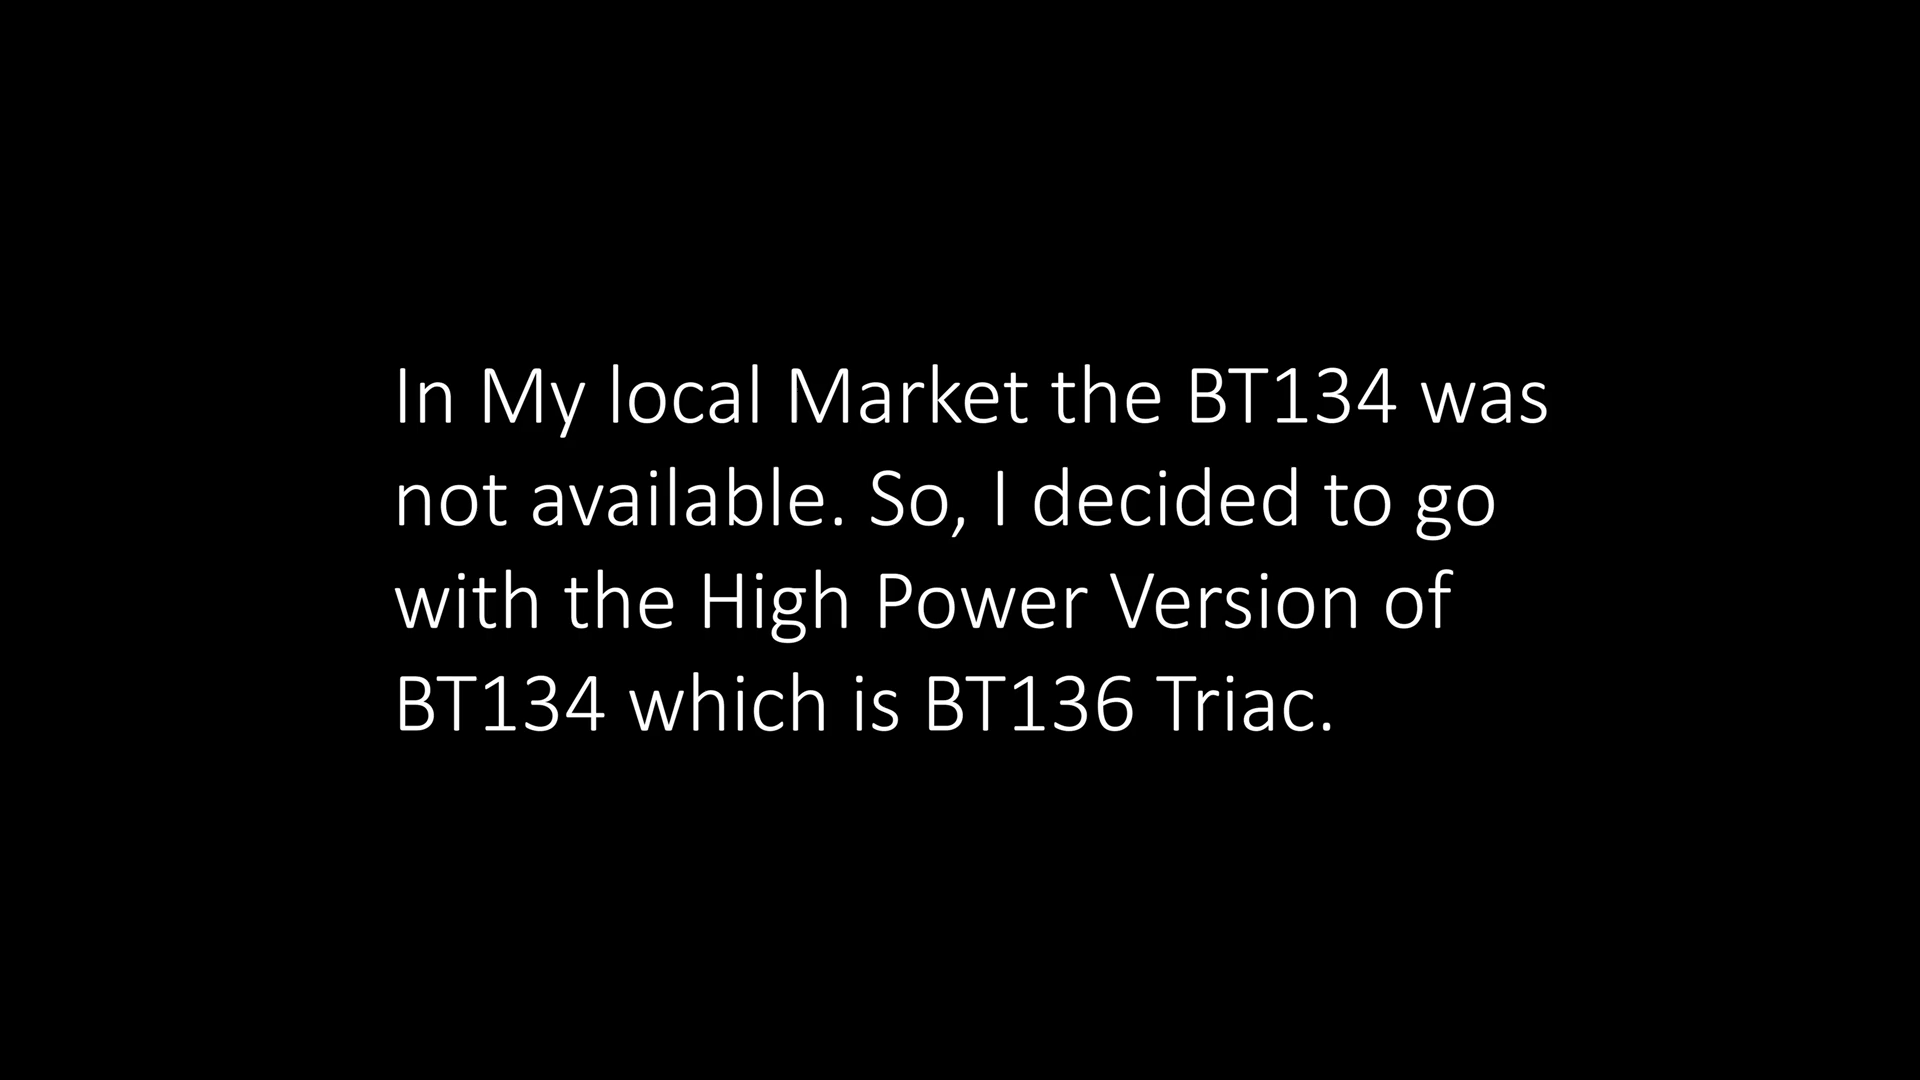 In My local Market the BT134 was
not available. So, I decided to go
with the High Power Version of
BT134 which is BT136 Triac.